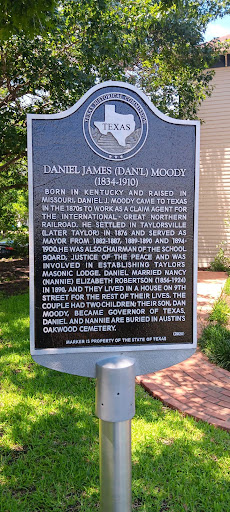 TEXAS HISTORICAL COMMISSION
TEXAS
DANIEL JAMES (DAN'L) MOODY
(1834-1910)
BORN IN KENTUCKY AND RAISED IN
MISSOURI, DANIEL J. MOODY CAME TO TEXAS
IN THE 1870s TO WORK AS A CLAIM AGENT FOR
THE INTERNATIONAL - GREAT NORTHERN
RAILROAD. HE SETTLED IN TAYLORSVILLE
(LATER TAYLOR) IN 1876 AND SERVED AS
MAYOR FROM 1882-1887, 1889-1890 AND 1894-
1900. HE WAS ALSO CHAIRMAN OF THE SCHOOL
BOARD, JUSTICE OF THE PEACE AND WAS
INVOLVED IN ESTABLISHING TAYLOR'S
MASONIC LODGE. DANIEL MARRIED NANCY
(NANNIE) ELIZABETH ROBERTSON (1856-1924)
IN 1890, AND THEY LIVED IN A HOUSE ON 9TH
STREET FOR THE REST OF THEIR LIVES. THE
COUPLE HAD TWO CHILDREN; THEIR SON, DAN
MOODY, BECAME GOVERNOR OF TEXAS.
DANIEL AND NANNIE ARE BURIED IN AUSTIN'S
OAKWOOD CEMETERY.
MARKER IS PROPERTY OF THE STATE OF TEXAS